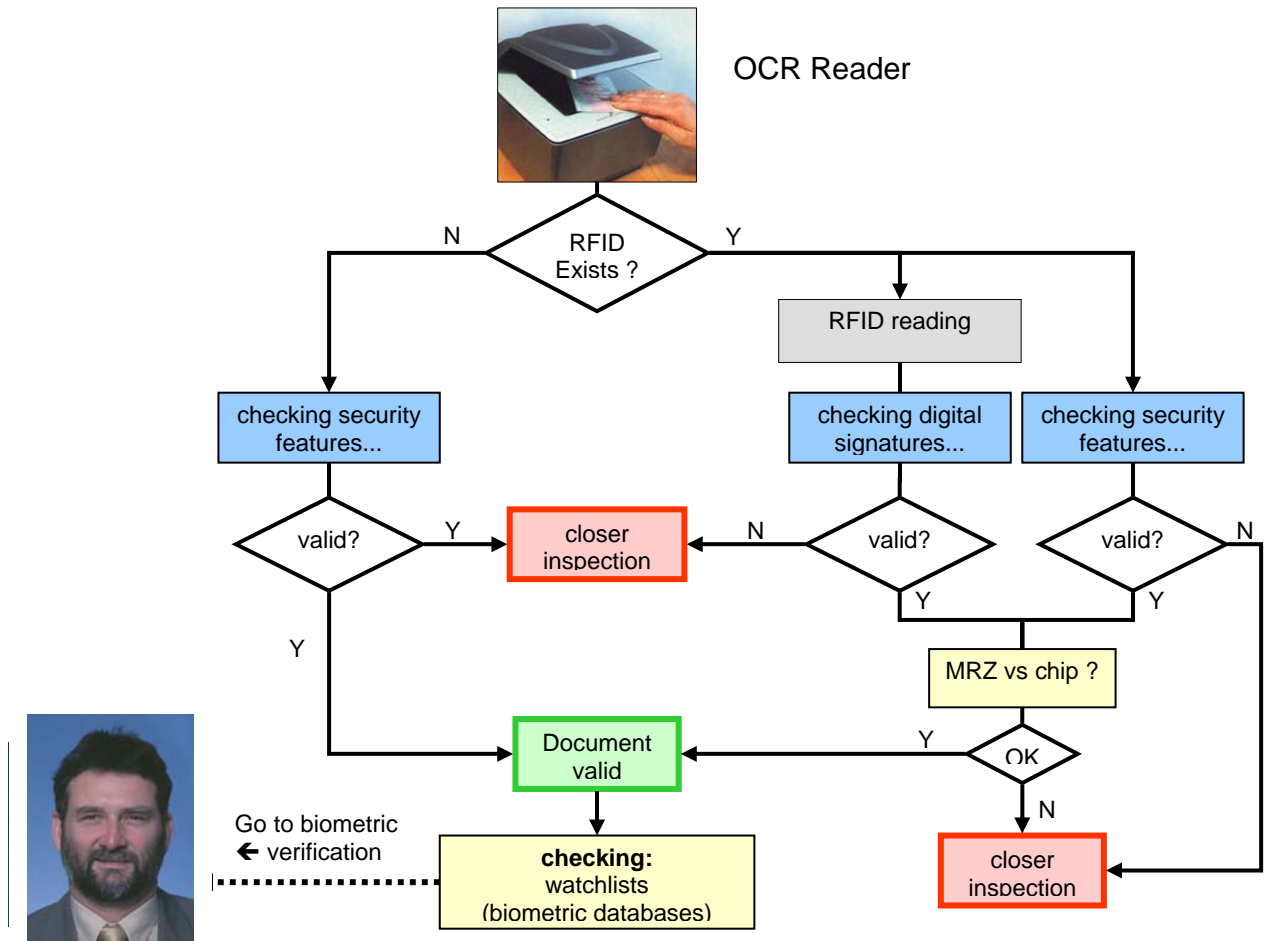 OCR Reader
N
Y
RFID
Exists ?
RFID reading
checking security
features...
checking digital
signatures...
checking security
features...
valid?
Y
closer
inspection
N
valid?
valid?
N
Y
Y
Y
MRZ vs chip ?
Document
valid
Y
OK
N
Go to biometric
← verification
checking:
watchlists
(biometric databases)
closer
inspection